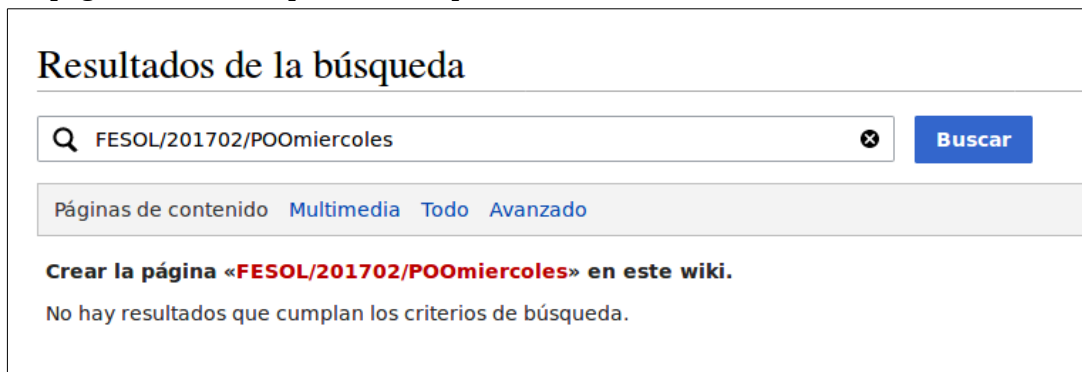 Resultados de la búsqueda
FESOL/201702/POOmiercoles
Buscar
Páginas de contenido Multimedia Todo Avanzado
Crear la página «FESOL/201702/POOmiercoles» en este wiki.
No hay resultados que cumplan los criterios de búsqueda.